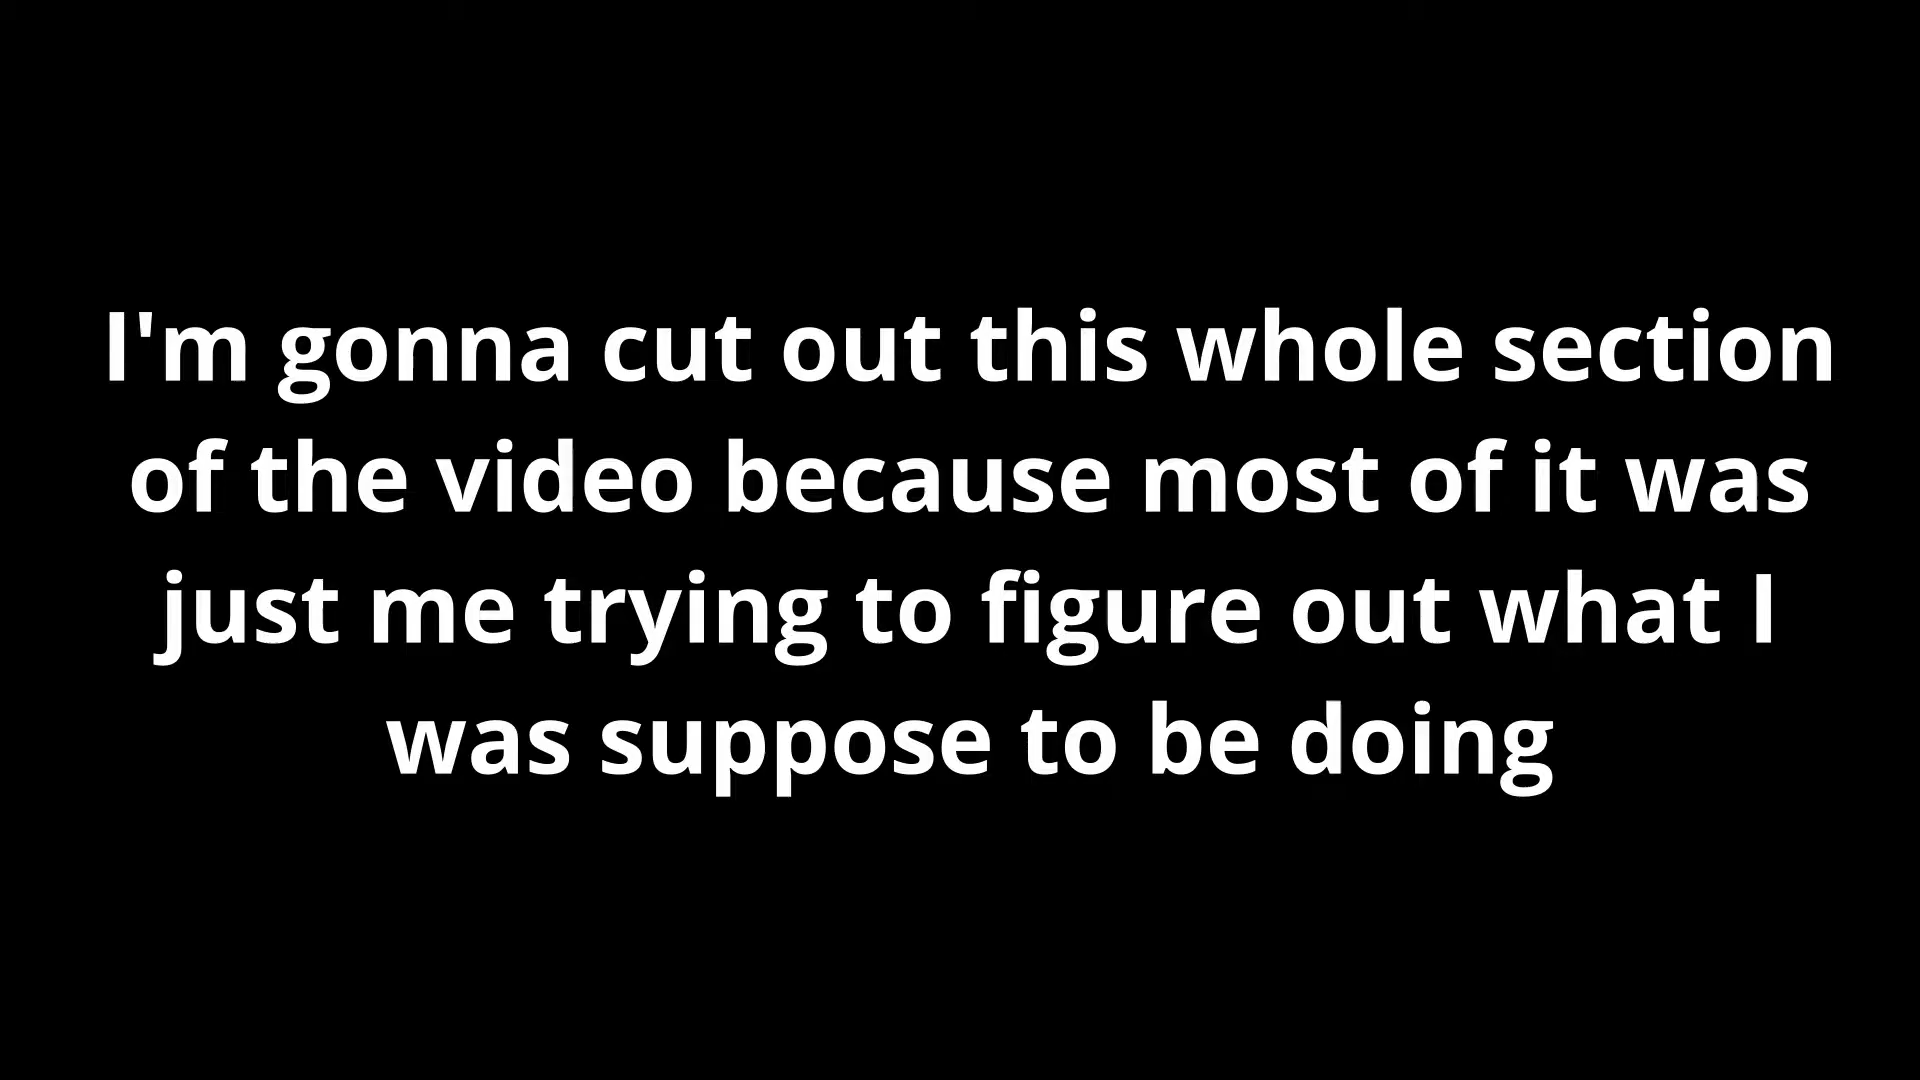 I'm gonna cut out this whole section
of the video because most of it was
just me trying to figure out what I
was suppose to be doing